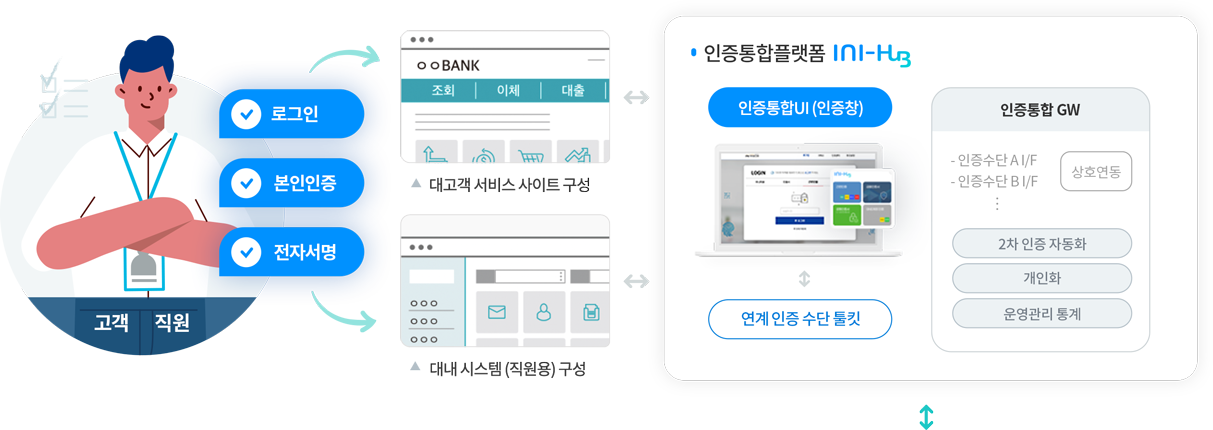 로그인
본인인증
전자서명
고객
직원
ㅇㅇBANK
조회
이체
대출
▲ 대고객 서비스 사이트 구성
▲ 대내 시스템 (직원용) 구성
• 인증통합플랫폼 INI-HUB
인증통합UI (인증창)
LOGIN
INI-HUB
연계 인증 수단 툴킷
인증통합 GW
- 인증수단 A I/F
- 인증수단 B I/F
⋮
상호연동
2차 인증 자동화
개인화
운영관리 통계